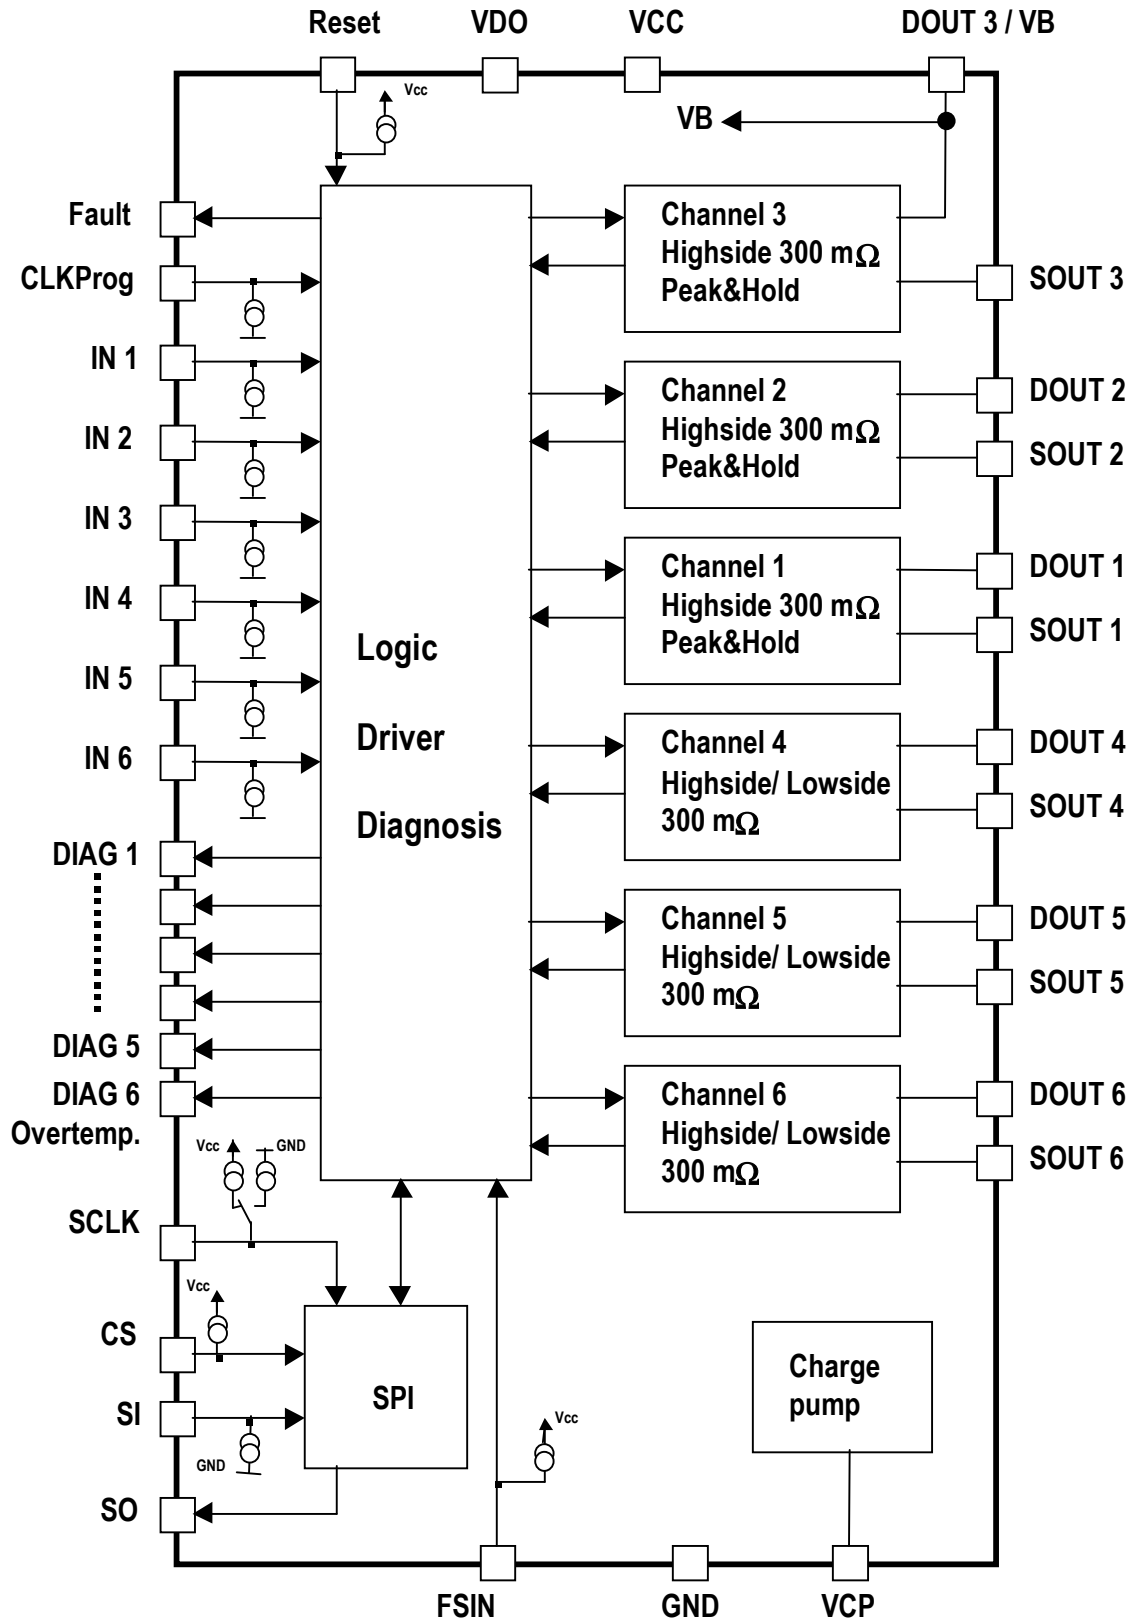 Reset
VDO
VCC
DOUT 3 / VB
Vcc
VB
Fault
CLKProg
IN 1
IN 2
IN 3
IN 4
IN 5
IN 6
DIAG 1
DIAG 5
DIAG 6
Overtemp.
Vcc
GND
SCLK
Vcc
CS
SI
GND
SO
Logic
Driver
Diagnosis
SPI
Channel 3
Highside 300 mΩ
Peak&Hold
SOUT 3
Channel 2
Highside 300 mΩ
Peak&Hold
DOUT 2
SOUT 2
Channel 1
Highside 300 mΩ
Peak&Hold
DOUT 1
SOUT 1
Channel 4
Highside/ Lowside
300 mΩ
DOUT 4
SOUT 4
Channel 5
Highside/ Lowside
300 mΩ
DOUT 5
SOUT 5
Channel 6
Highside/ Lowside
300 mΩ
DOUT 6
SOUT 6
Charge
pump
Vcc
FSIN
GND
VCP